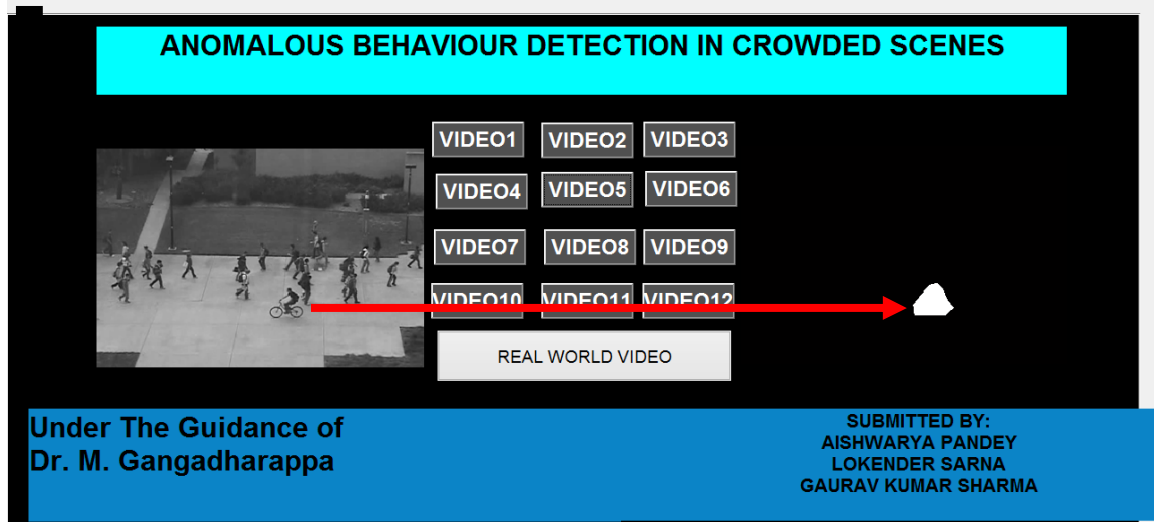 ANOMALOUS BEHAVIOUR DETECTION IN CROWDED SCENES
VIDEO1 VIDEO2 VIDEO3
VIDEO4 VIDEO5 VIDEO6
VIDEO7 VIDEO8 VIDEO9
VIDEO10 VIDEO11 VIDEO12
REAL WORLD VIDEO
Under The Guidance of
Dr. M. Gangadharappa
SUBMITTED BY:
AISHWARYA PANDEY
LOKENDER SARNA
GAURAV KUMAR SHARMA